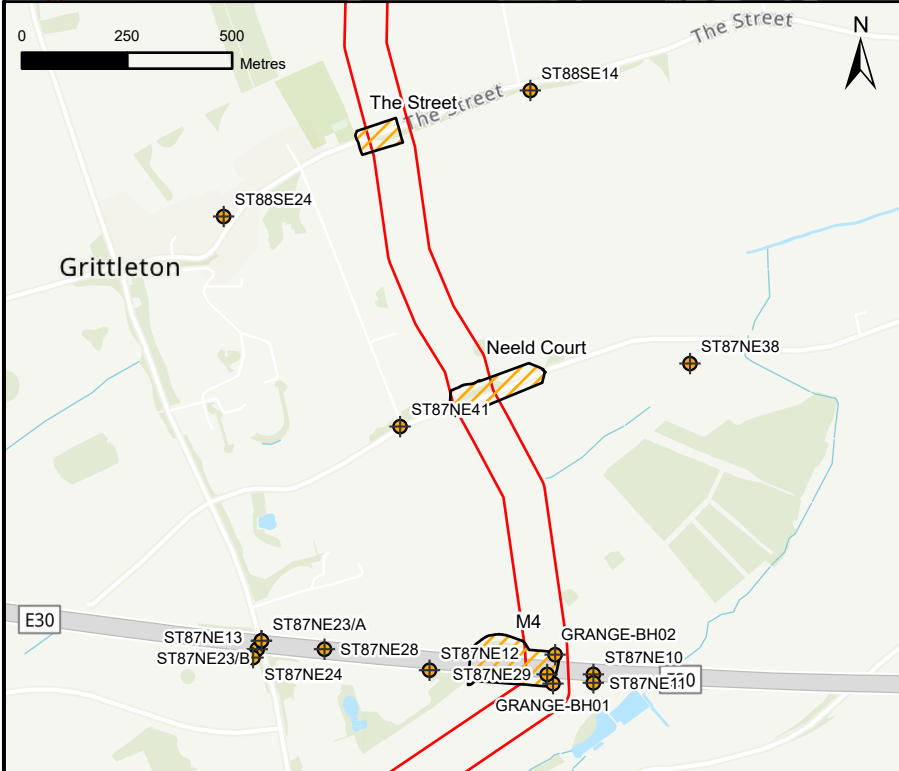 0 250 500
Metres
N
The Street
ST88SE14
The Street
The Street
ST88SE24
Grittleton
Neeld Court
ST87NE38
ST87NE41
E30
M4
ST87NE23/A
ST87NE13
GRANGE-BH02
ST87NE28
ST87NE12
ST87NE23/B
ST87NE10
ST87NE24
ST87NE29
ST87NE11
GRANGE-BH01